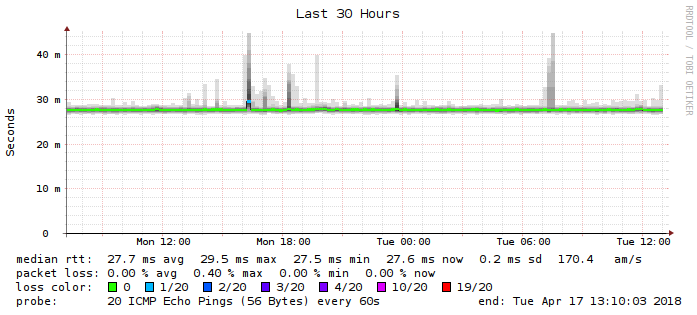 Last 30 Hours
RRDTOOL / TOBI OETIKER
Seconds
40 m
30 m
20 m
10 m
0
Mon 12:00 Mon 18:00 Tue 00:00 Tue 06:00 Tue 12:00
median rtt: 27.7 ms avg 29.5 ms max 27.5 ms min 27.6 ms now 0.2 ms sd 170.4 am/s
packet loss: 0.00 % avg 0.40 % max 0.00 % min 0.00 % now
loss color: 0 1/20 2/20 3/20 4/20 10/20 19/20
probe: 20 ICMP Echo Pings (56 Bytes) every 60s end: Tue Apr 17 13:10:03 2018